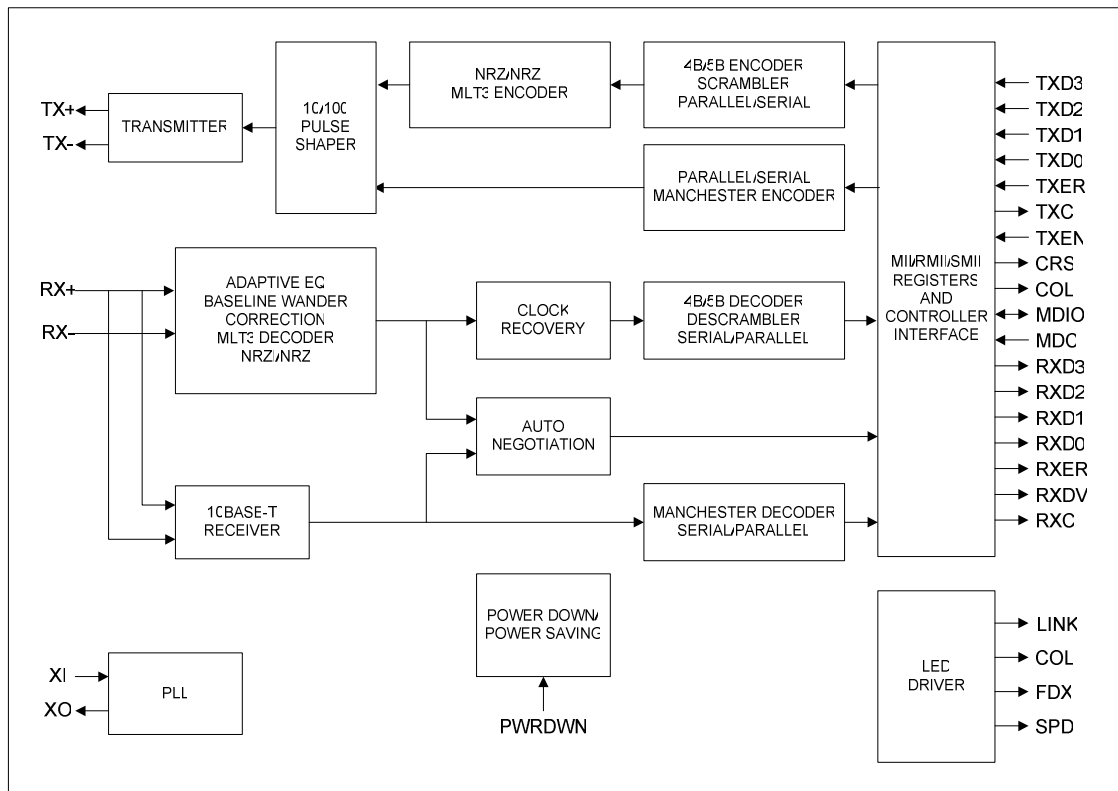 4B/5B ENCODER
SCRAMBLER
PARALLEL/SERIAL
NRZ/NRZ
MLT3 ENCODER
10/100
PULSE
SHAPER
TRANSMITTER
TX+
TX-
PARALLEL/SERIAL
MANCHESTER ENCODER
TXD3
TXD2
TXD1
TXD0
TXER
TXC
TXEN
CRS
COL
MDIO
MDC
RXD3
RXD2
RXD1
RXD0
RXER
RXDV
RXC
MII/RMII/SMII
REGISTERS
AND
CONTROLLER
INTERFACE
RX+
RX-
ADAPTIVE EQ
BASELINE WANDER
CORRECTION
MLT3 DECODER
NRZI/NRZ
CLOCK
RECOVERY
4B/5B DECODER
DESCRAMBLER
SERIAL/PARALLEL
AUTO
NEGOTIATION
10BASE-T
RECEIVER
MANCHESTER DECODER
SERIAL/PARALLEL
POWER DOWN/
POWER SAVING
PWRDWN
XI
XO
PLL
LED
DRIVER
LINK
COL
FDX
SPD